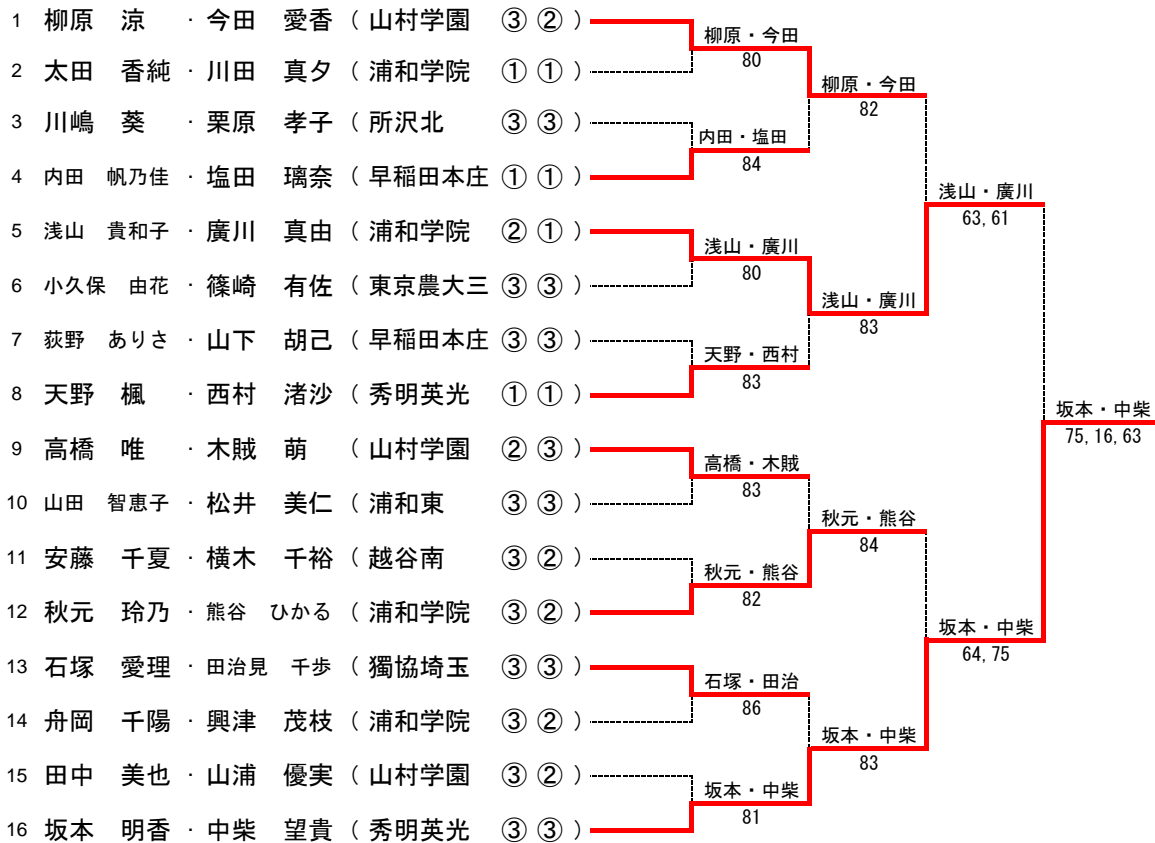 1 柳原 涼 · 今田 愛香 ( 山村学園 ③ ② )
2 太田 香純 · 川田 真夕 ( 浦和学院 ① ① )
3 川嶋 葵 · 栗原 孝子 ( 所沢北 ③ ③ )
4 内田 帆乃佳 · 塩田 璃奈 ( 早稲田本庄 ① ① )
5 浅山 貴和子 · 廣川 真由 ( 浦和学院 ② ① )
6 小久保 由花 · 篠崎 有佐 ( 東京農大三 ③ ③ )
7 荻野 ありさ · 山下 胡己 ( 早稲田本庄 ③ ③ )
8 天野 楓 · 西村 渚沙 ( 秀明英光 ① ① )
9 高橋 唯 · 木賊 萌 ( 山村学園 ② ③ )
10 山田 智恵子 · 松井 美仁 ( 浦和東 ③ ③ )
11 安藤 千夏 · 横木 千裕 ( 越谷南 ③ ② )
12 秋元 玲乃 · 熊谷 ひかる ( 浦和学院 ③ ② )
13 石塚 愛理 · 田治見 千歩 ( 獨協埼玉 ③ ③ )
14 舟岡 千陽 · 興津 茂枝 ( 浦和学院 ③ ② )
15 田中 美也 · 山浦 優実 ( 山村学園 ③ ② )
16 坂本 明香 · 中柴 望貴 ( 秀明英光 ③ ③ )
柳原・今田
80
内田・塩田
84
浅山・廣川
80
天野・西村
83
高橋・木賊
83
秋元・熊谷
82
石塚・田治
86
坂本・中柴
81
柳原・今田
82
浅山・廣川
83
秋元・熊谷
84
坂本・中柴
83
浅山・廣川
63, 61
坂本・中柴
64, 75
坂本・中柴
75, 16, 63